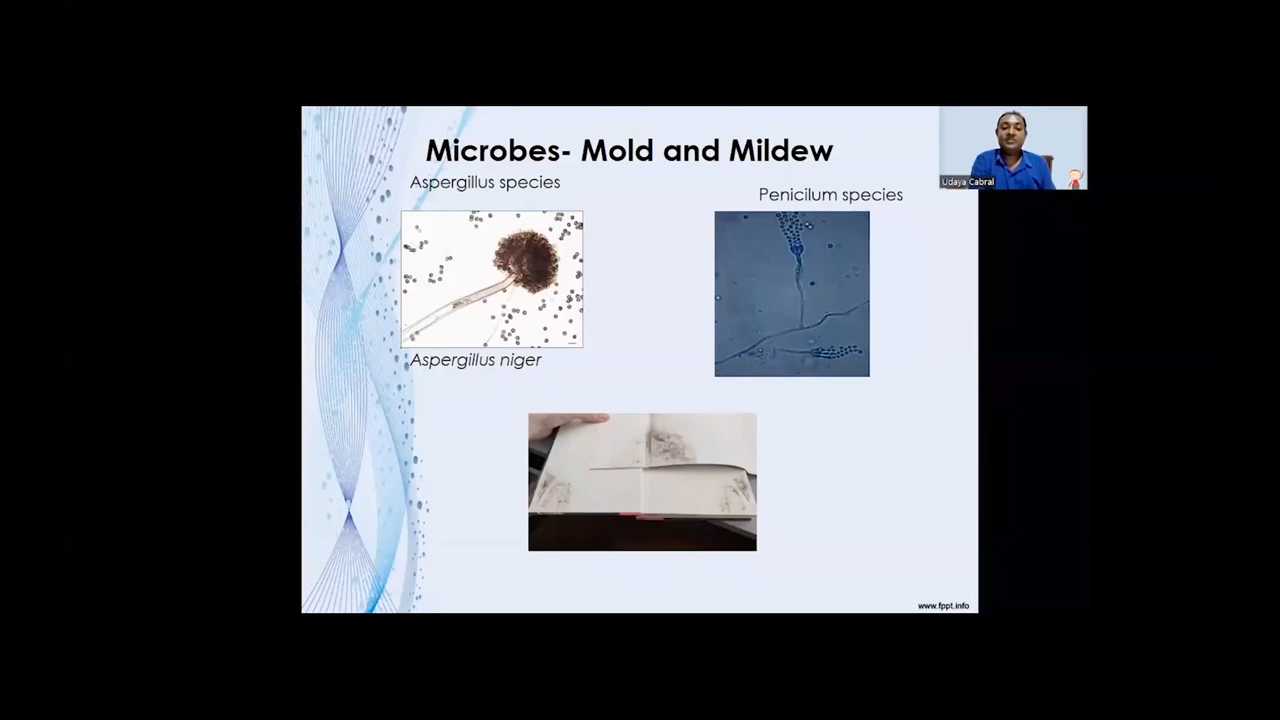 Microbes- Mold and Mildew
Aspergillus species
Penicilum species
Aspergillus niger
Udaya Cabral
www.fppt.info